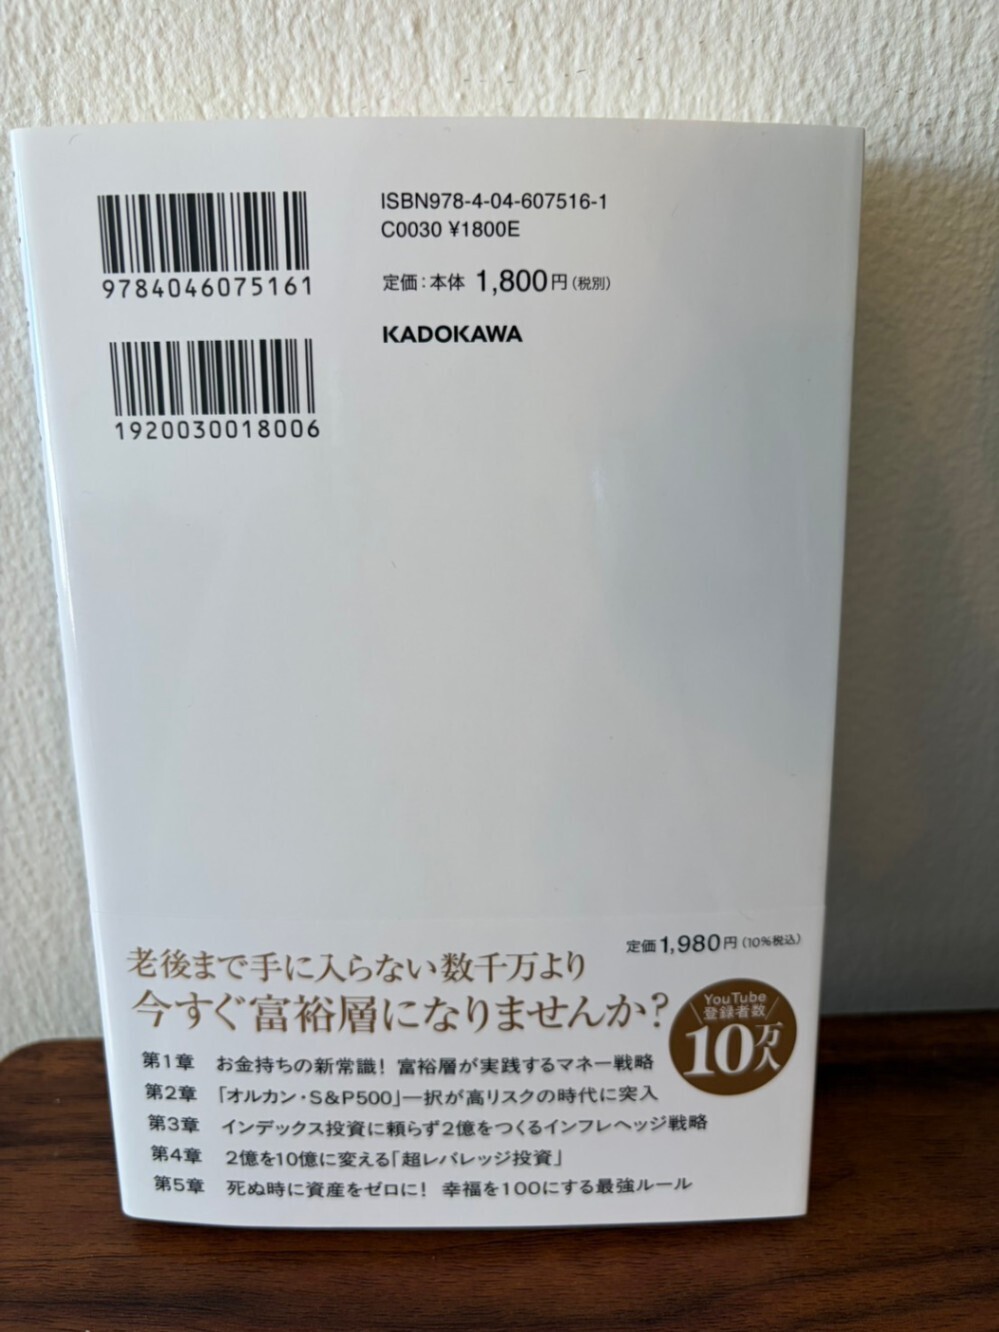 9784046075161
ISBN978-4-04-607516-1
C0030 ¥1800E
定価:本体 1,800円(税別)
KADOKAWA
1920030018006
定価1,980円(10%税込)
老後まで手に入らない数千万より
今すぐ富裕層になりませんか?
YouTube
登録者数
10万人
第1章 お金持ちの新常識! 富裕層が実践するマネー戦略
第2章 「オルカン・S&P500」一択が高リスクの時代に突入
第3章 インデックス投資に頼らず2億をつくるインフレヘッジ戦略
第4章 2億を10億に変える「超レバレッジ投資」
第5章 死ぬ時に資産をゼロに! 幸福を100にする最強ルール